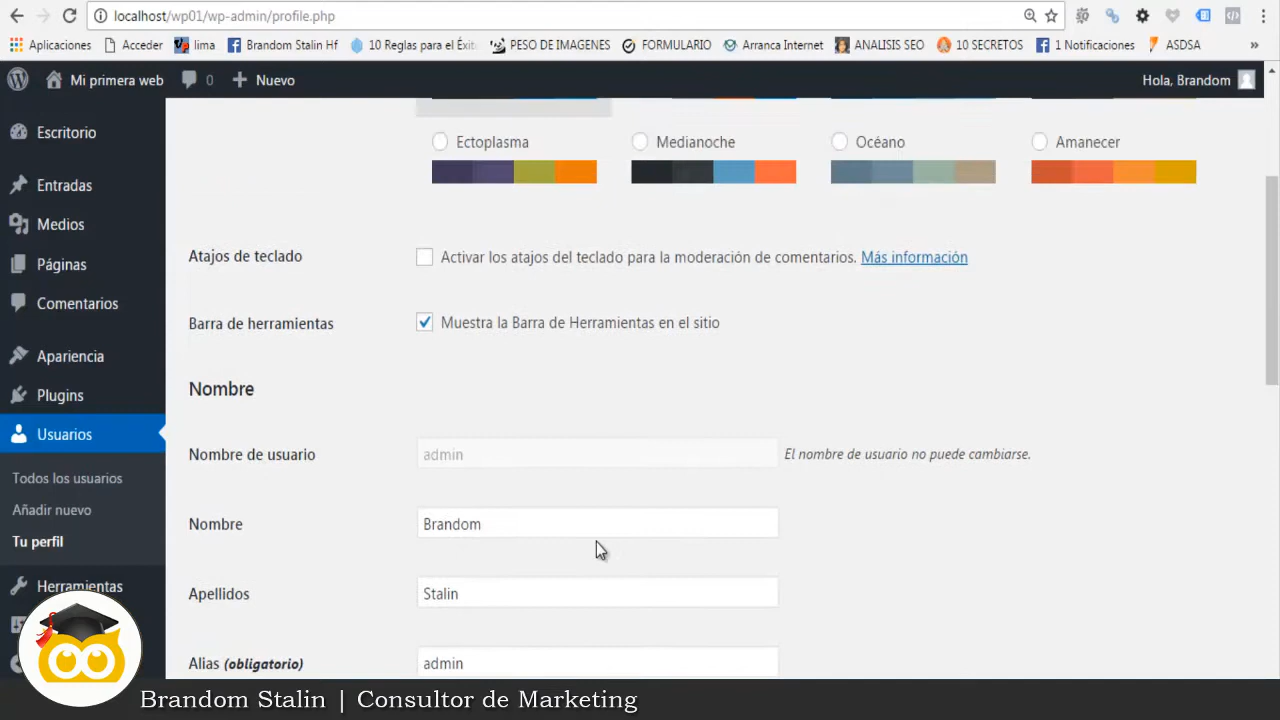 localhost/wp01/wp-admin/profile.php
Aplicaciones Acceder lima Brandom Stalin Hf 10 Reglas para el Éxit PESO DE IMAGENES FORMULARIO Arranca Internet ANALISIS SEO 10 SECRETOS 1 Notificaciones ASDSA »
Mi primera web 0 Nuevo Hola, Brandom
Escritorio
Entradas
Medios
Páginas
Comentarios
Apariencia
Plugins
Usuarios
Todos los usuarios
Añadir nuevo
Tu perfil
Herramientas
Ectoplasma Medianoche Océano Amanecer
Atajos de teclado Activar los atajos del teclado para la moderación de comentarios. Más información
Barra de herramientas Muestra la Barra de Herramientas en el sitio
Nombre
Nombre de usuario admin El nombre de usuario no puede cambiarse.
Nombre Brandom
Apellidos Stalin
Alias (obligatorio) admin
Brandom Stalin | Consultor de Marketing